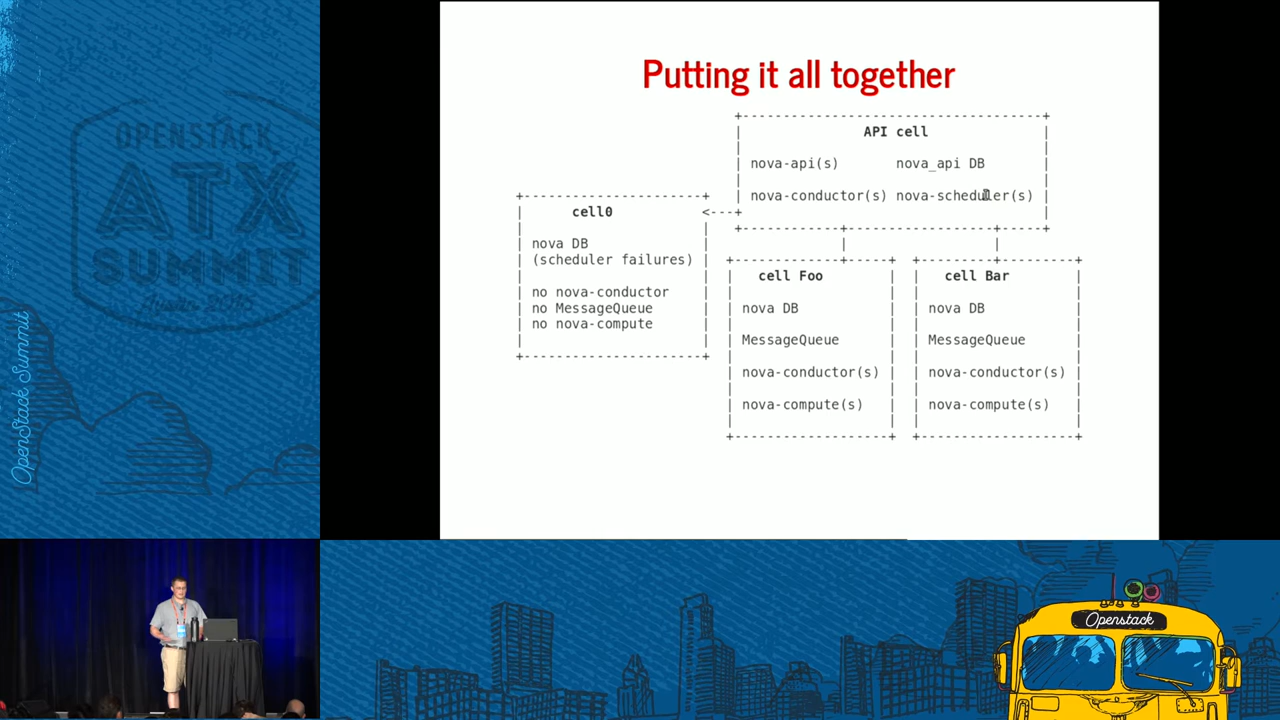 OPENSTACK
ATX
SUMMIT
Austin 2016
OpenStack Summit
Putting it all together
API cell
nova-api(s) nova_api DB
nova-conductor(s) nova-scheduler(s)
cell0
nova DB
(scheduler failures)
no nova-conductor
no MessageQueue
no nova-compute
cell Foo
nova DB
MessageQueue
nova-conductor(s)
nova-compute(s)
cell Bar
nova DB
MessageQueue
nova-conductor(s)
nova-compute(s)
Openstack